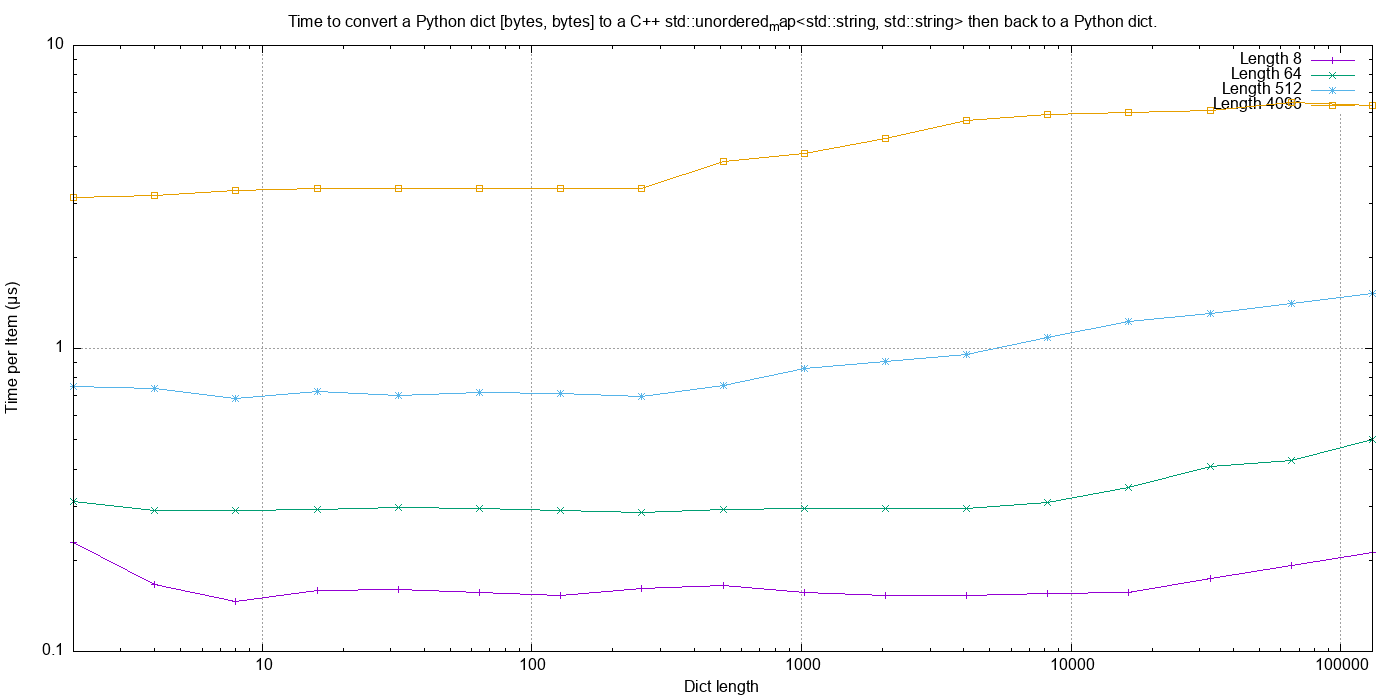 Time to convert a Python dict [bytes, bytes] to a C++ std::unordered_map<std::string, std::string> then back to a Python dict.
10
Length 8
Length 64
Length 512
Length 4096
1
Time per Item (µs)
0.1
10
100
1000
10000
100000
Dict length